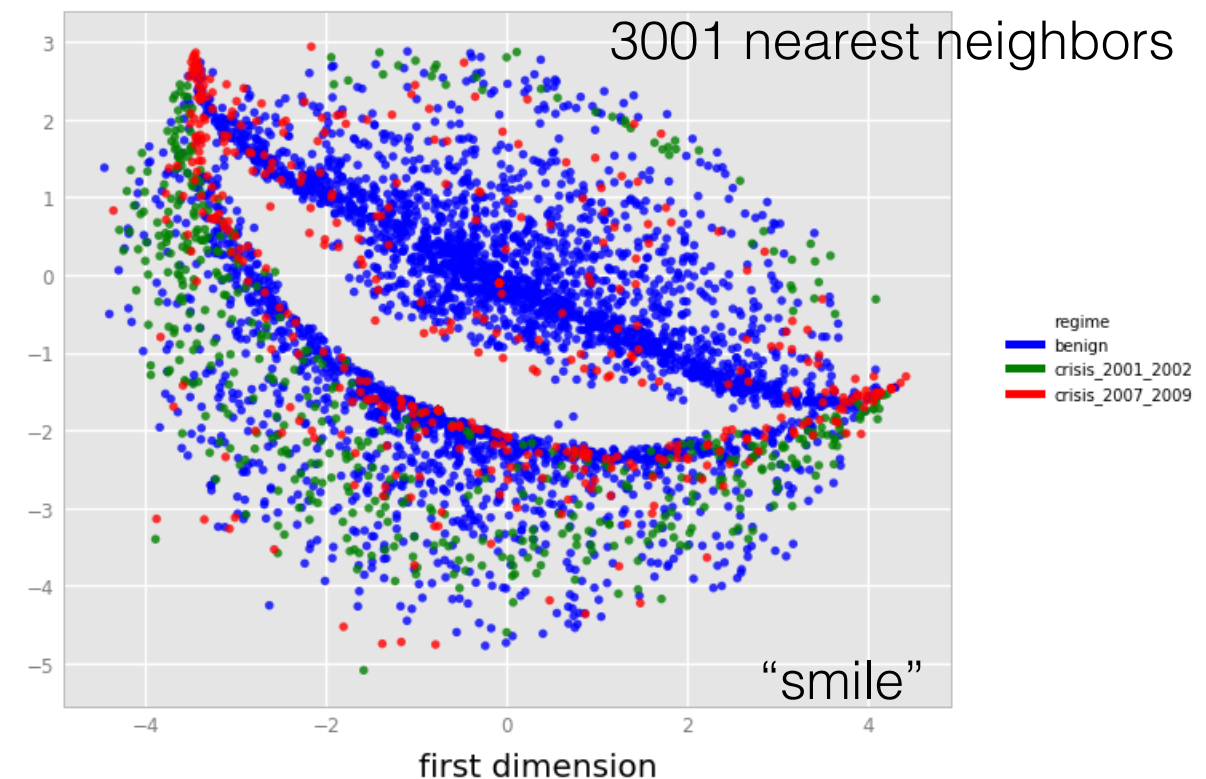 3001 nearest neighbors
3
2
1
0
−1
−2
−3
−4
−5
regime
benign
crisis_2001_2002
crisis_2007_2009
“smile”
−4 −2 0 2 4
first dimension